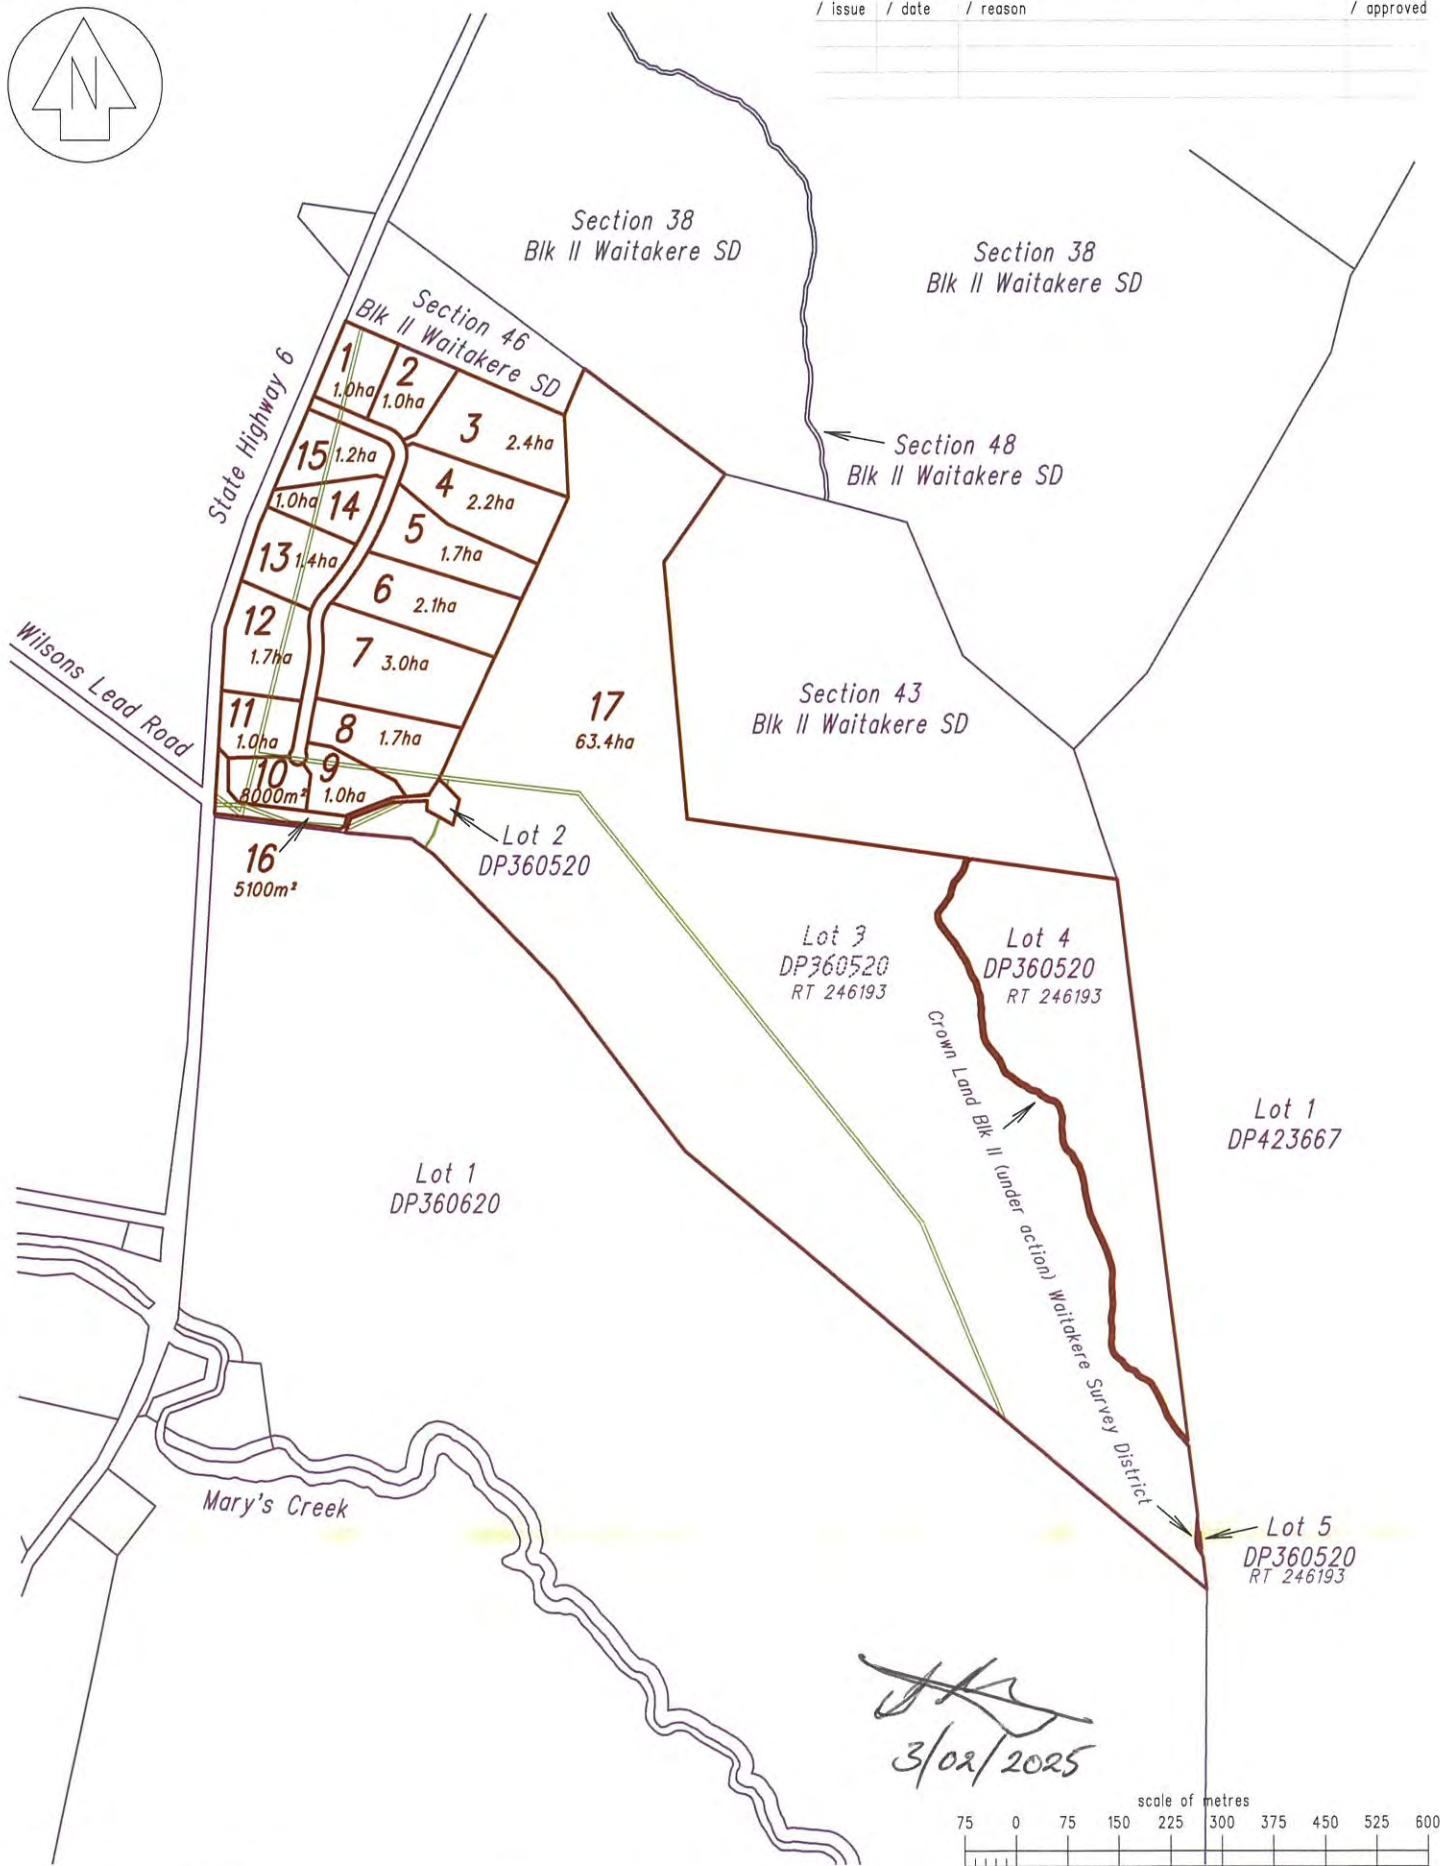 / issue / date / reason / approved
N
Section 38
Blk II Waitakere SD
Section 38
Blk II Waitakere SD
Section 46
Blk II Waitakere SD
State Highway 6
1
1.0ha
2
1.0ha
3 2.4ha
15 1.2ha
4 2.2ha
Section 48
Blk II Waitakere SD
1.0ha 14
5 1.7ha
13 1.4ha
6 2.1ha
12
1.7ha
7 3.0ha
Wilsons Lead Road
17
63.4ha
Section 43
Blk II Waitakere SD
11
1.0ha
8 1.7ha
10
8000m²
9
1.0ha
Lot 2
DP360520
16
5100m²
Lot 3
DP360520
RT 246193
Lot 4
DP360520
RT 246193
Crown Land Blk II (under action) Waitakere Survey District
Lot 1
DP423667
Lot 1
DP360620
Mary's Creek
Lot 5
DP360520
RT 246193
3/02/2025
scale of metres
75 0 75 150 225 300 375 450 525 600